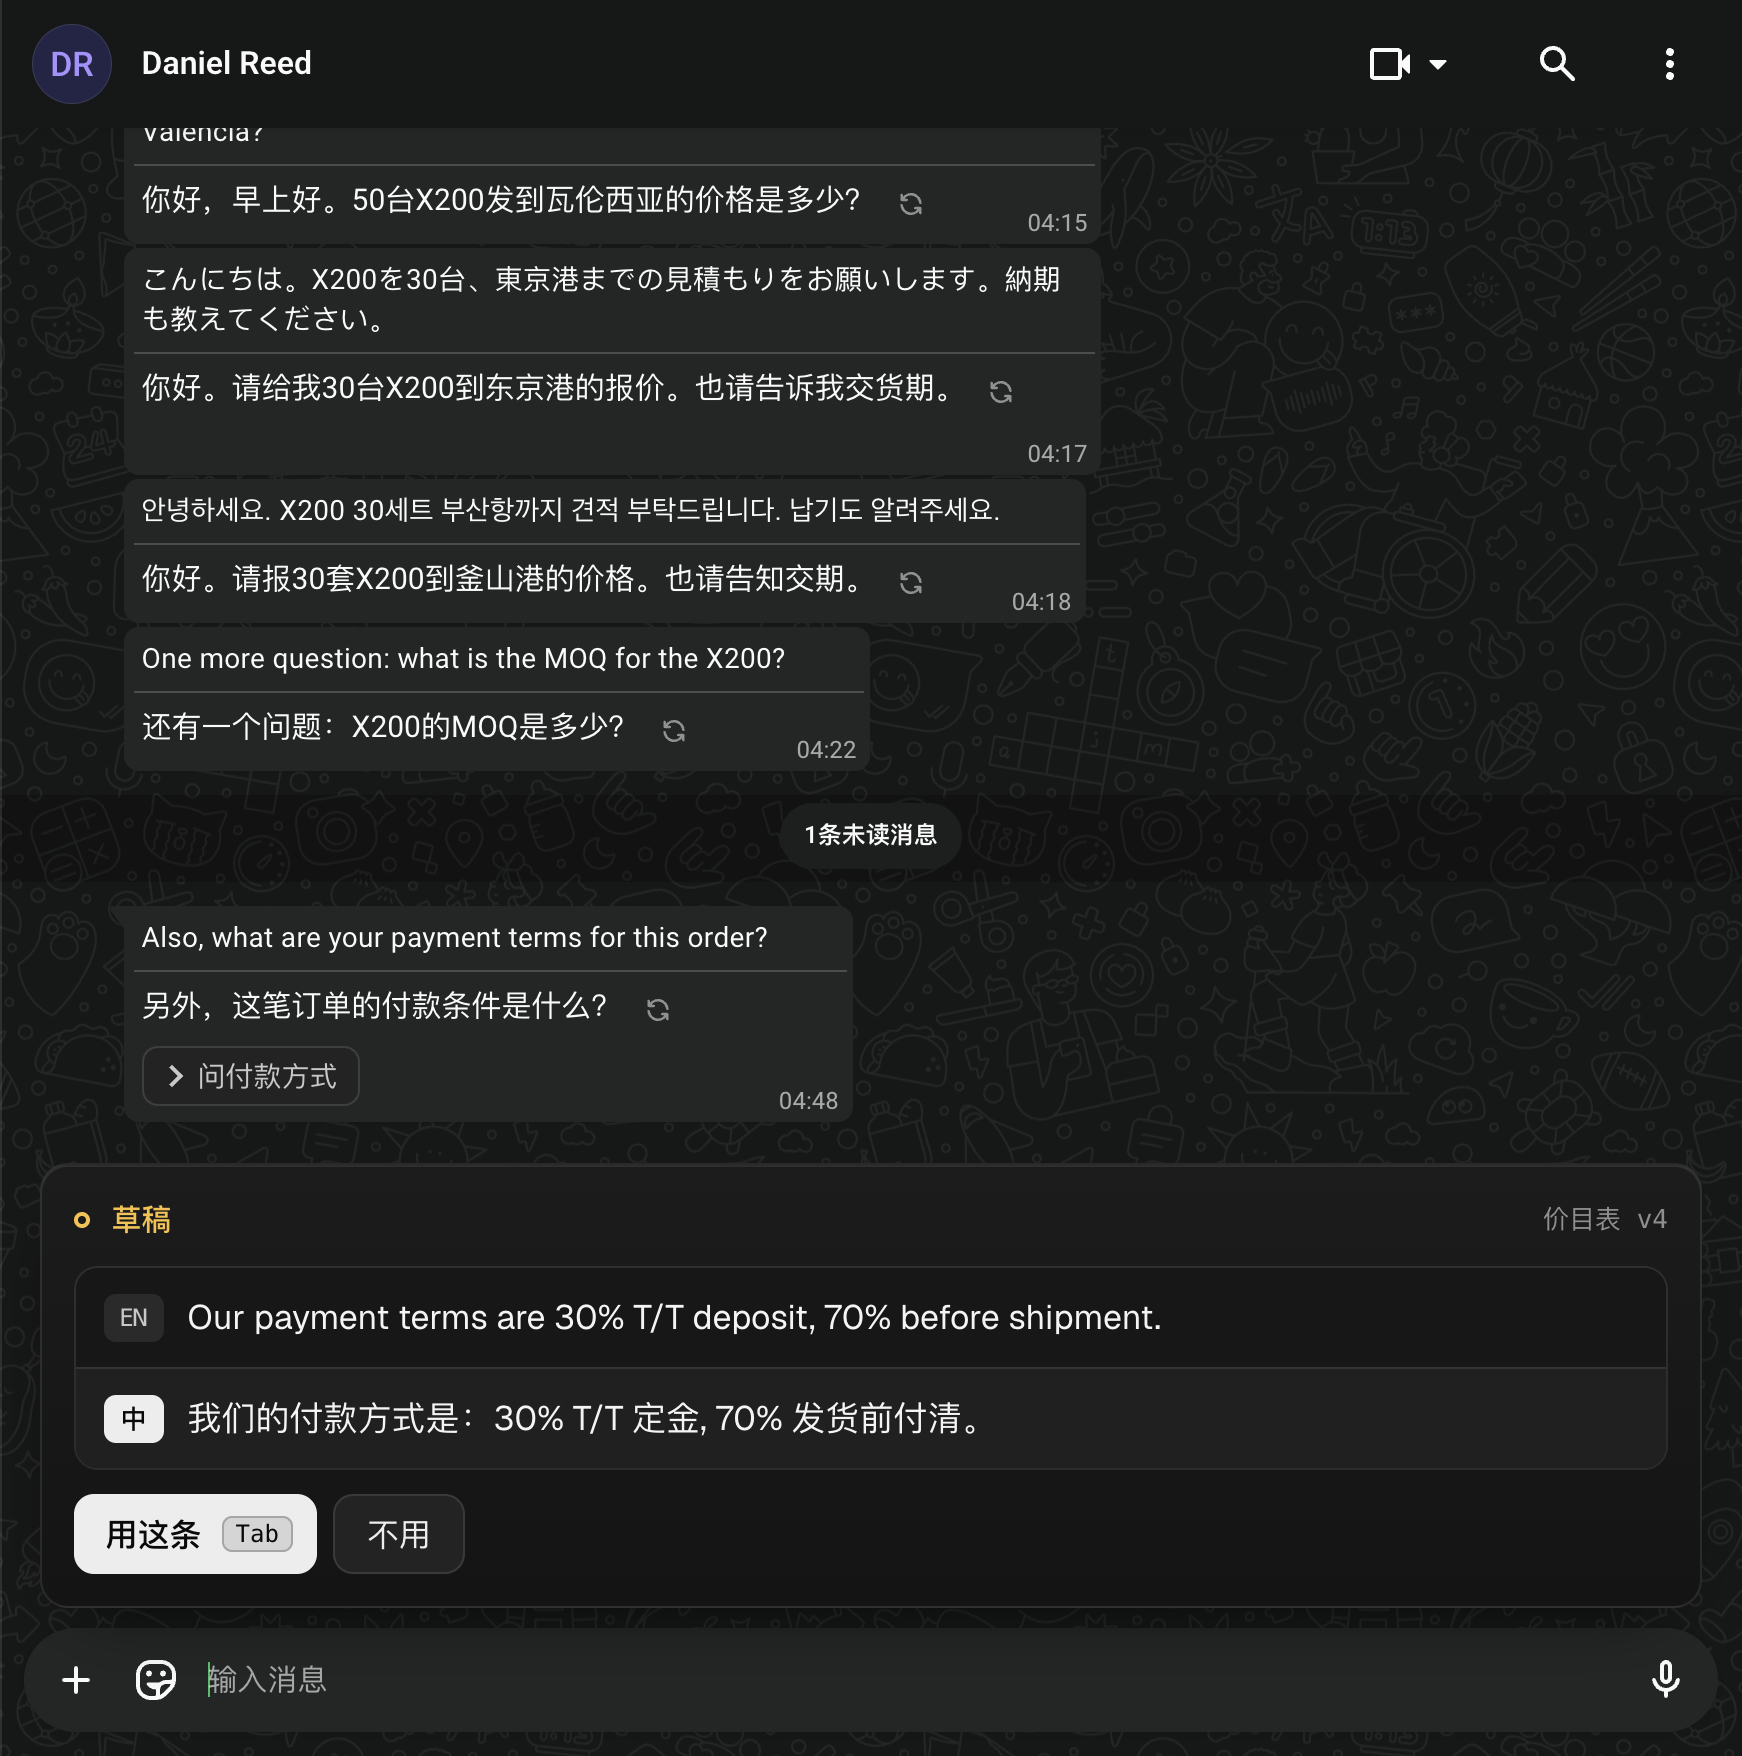 DR
Daniel Reed
Valencia?
你好，早上好。50台X200发到瓦伦西亚的价格是多少？
04:15
こんにちは。X200を30台、東京港までの見積もりをお願いします。納期
も教えてください。
你好。请给我30台X200到东京港的报价。也请告诉我交货期。
04:17
안녕하세요. X200 30세트 부산항까지 견적 부탁드립니다. 납기도 알려주세요.
你好。请报30套X200到釜山港的价格。也请告知交期。
04:18
One more question: what is the MOQ for the X200?
还有一个问题：X200的MOQ是多少？
04:22
1条未读消息
Also, what are your payment terms for this order?
另外，这笔订单的付款条件是什么？
问付款方式
04:48
草稿
价目表 v4
EN Our payment terms are 30% T/T deposit, 70% before shipment.
中 我们的付款方式是：30% T/T 定金, 70% 发货前付清。
用这条 Tab 不用
输入消息